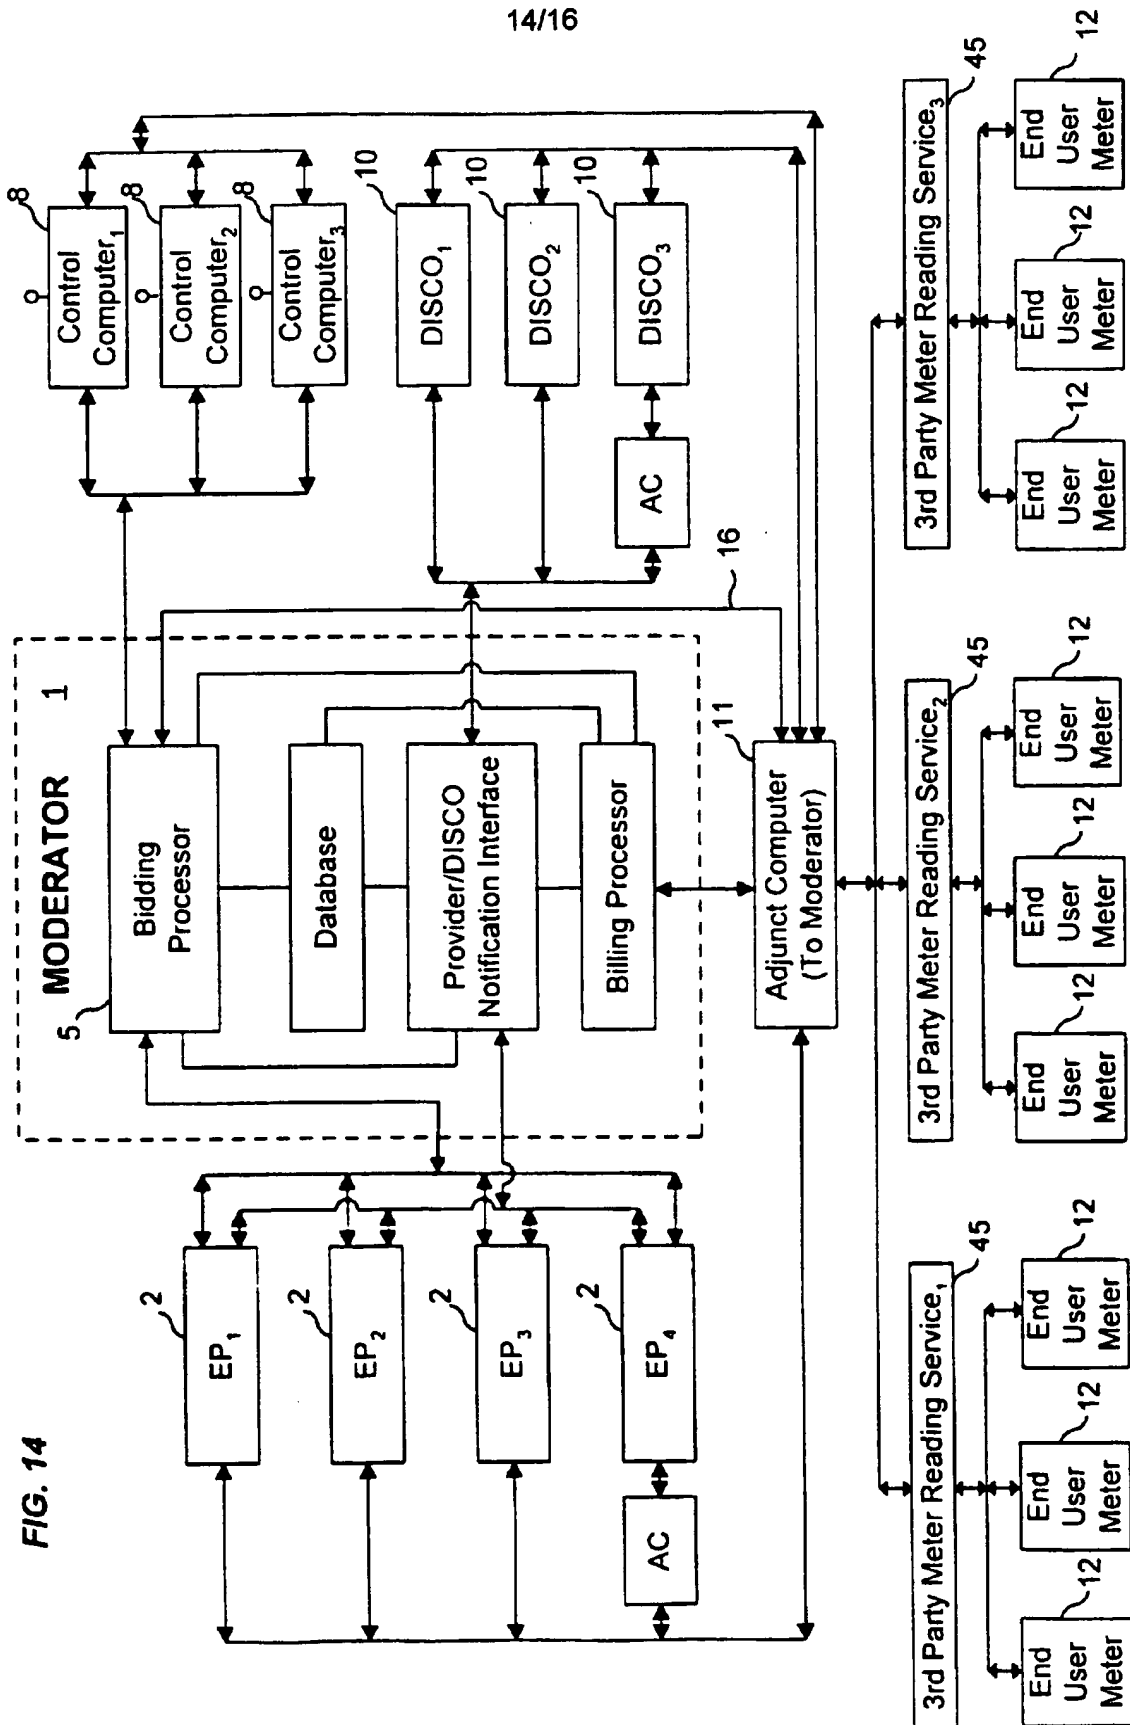 14/16
FIG. 14
MODERATOR
1
5
Bidding
Processor
Database
Provider/DISCO
Notification Interface
Billing Processor
2
EP1
2
EP2
2
EP3
2
EP4
AC
8
Control
Computer1
8
Control
Computer2
8
Control
Computer3
10
DISCO1
10
DISCO2
10
DISCO3
AC
16
11
Adjunct Computer
(To Moderator)
45
3rd Party Meter Reading Service1
12
End
User
Meter
12
End
User
Meter
12
End
User
Meter
45
3rd Party Meter Reading Service2
12
End
User
Meter
12
End
User
Meter
12
End
User
Meter
45
3rd Party Meter Reading Service3
12
End
User
Meter
12
End
User
Meter
12
End
User
Meter